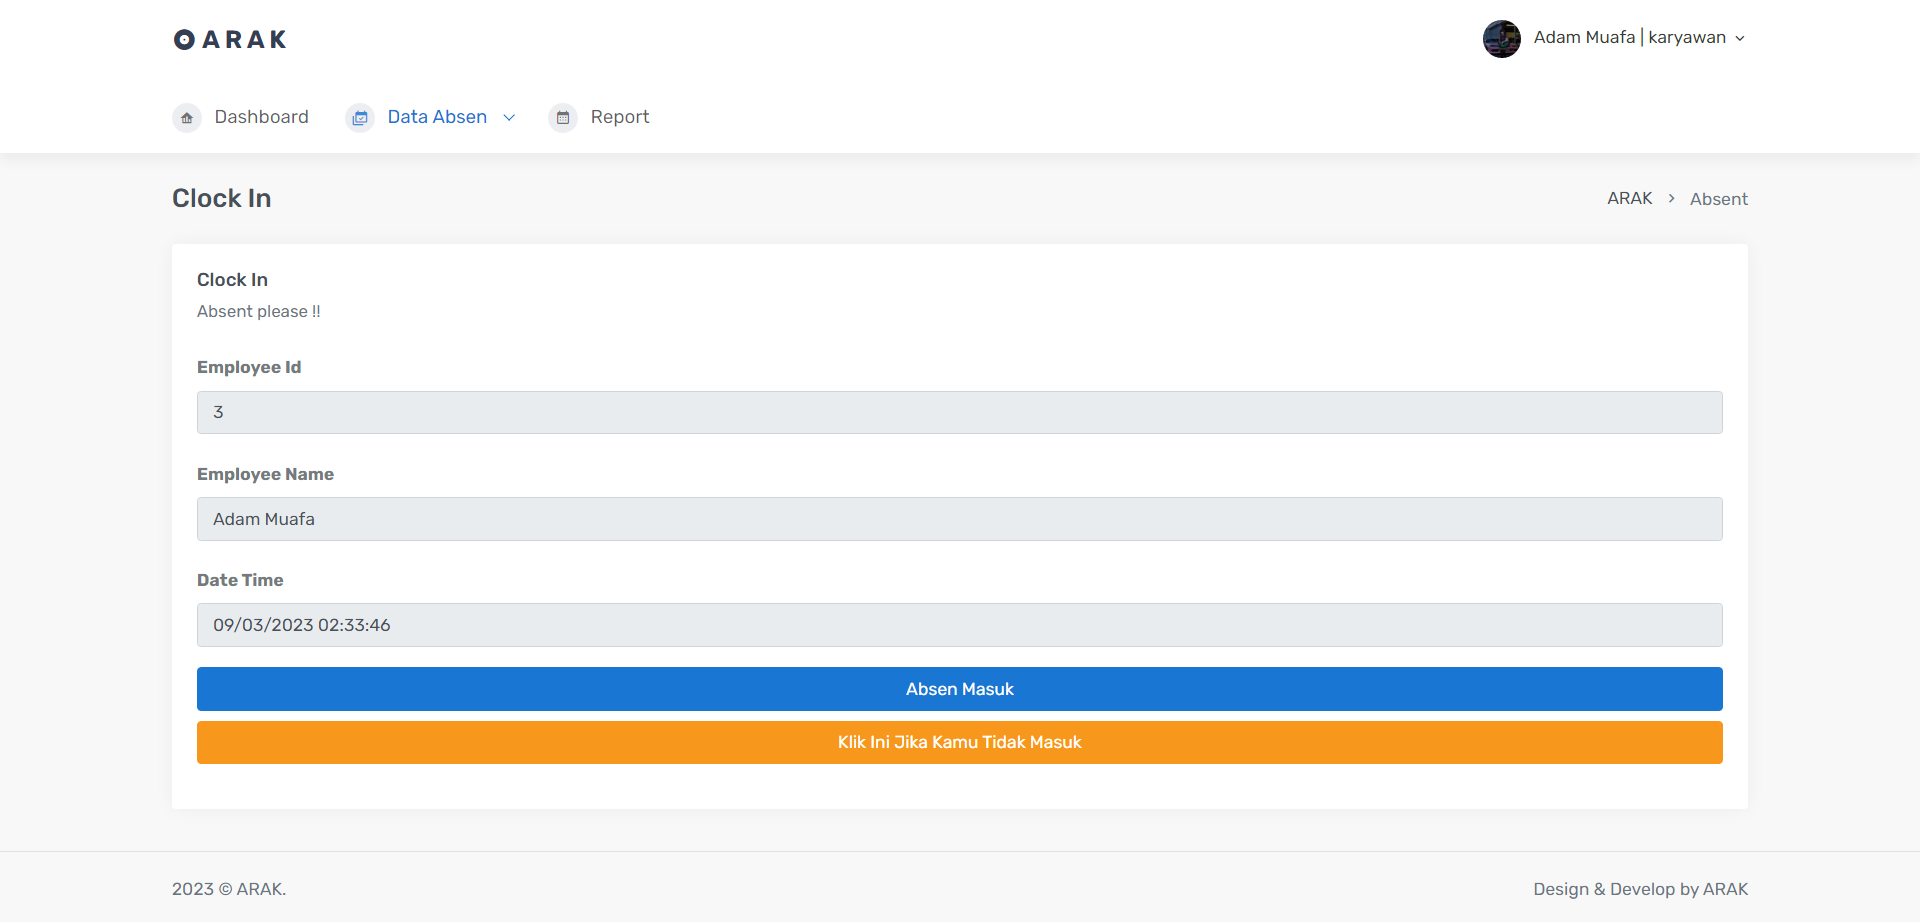 ARAK
Adam Muafa | karyawan
Dashboard
Data Absen
Report
Clock In
ARAK > Absent
Clock In
Absent please !!
Employee Id
3
Employee Name
Adam Muafa
Date Time
09/03/2023 02:33:46
Absen Masuk
Klik Ini Jika Kamu Tidak Masuk
2023 © ARAK.
Design & Develop by ARAK